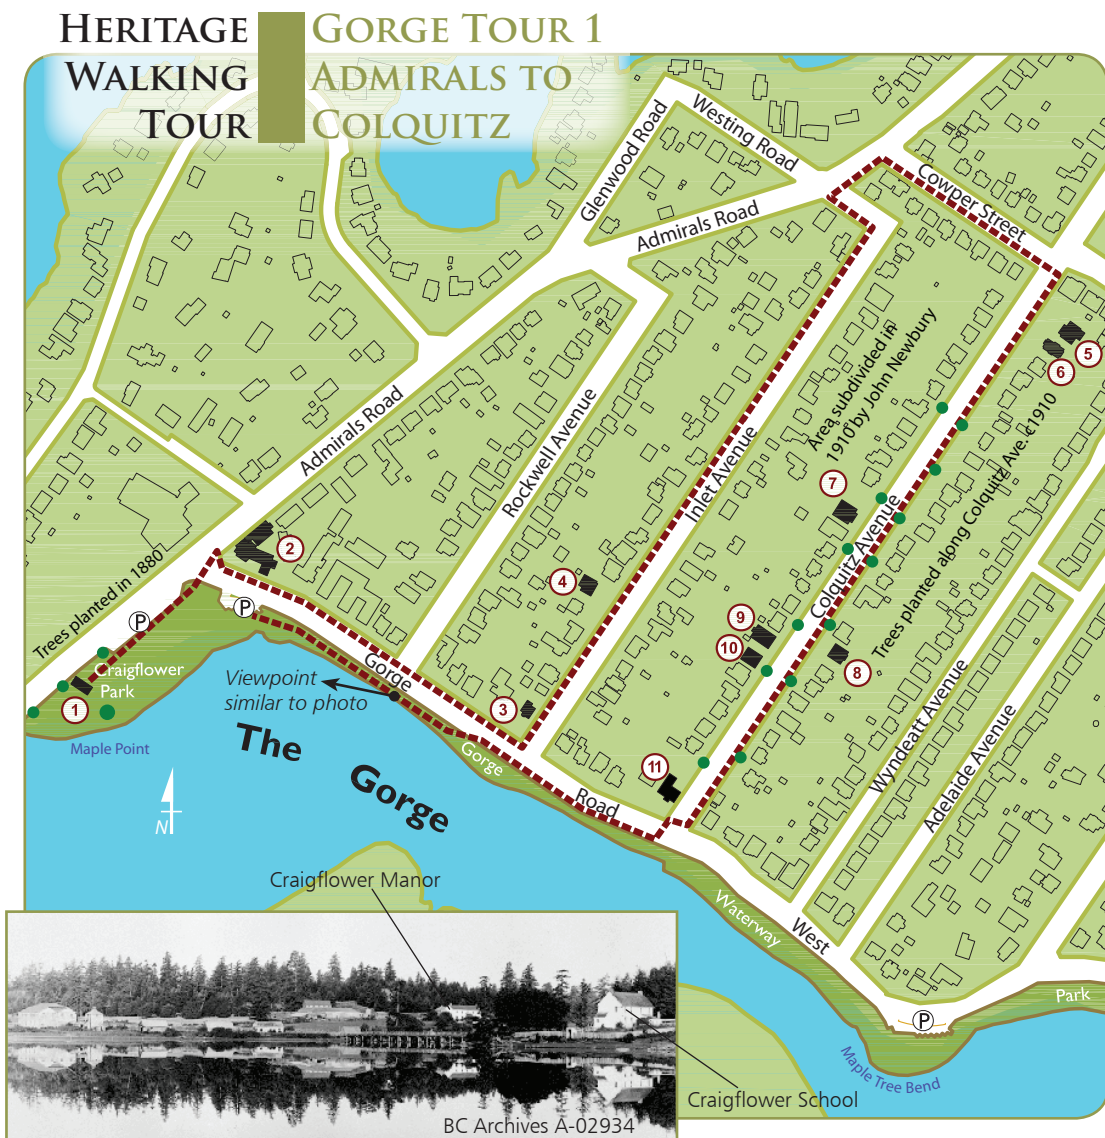 HERITAGE
WALKING
TOUR
GORGE TOUR 1
ADMIRALS TO
COLQUITZ
Glenwood Road
Westing Road
Admirals Road
Cowper Street
Admirals Road
Rockwell Avenue
Inlet Avenue
Area subdivided in
1910 by John Newbury
Colquitz Avenue
Trees planted along Colquitz Ave. c1910
5
6
7
2
4
9
10
8
3
11
1
Trees planted in 1880
P
P
Craigflower
Park
Maple Point
Viewpoint
similar to photo
Gorge
Road
West
Gorge
Waterway
Park
The
Gorge
N
Wyndeatt Avenue
Adelaide Avenue
P
Maple Tree Bend
Craigflower Manor
Craigflower School
BC Archives A-02934